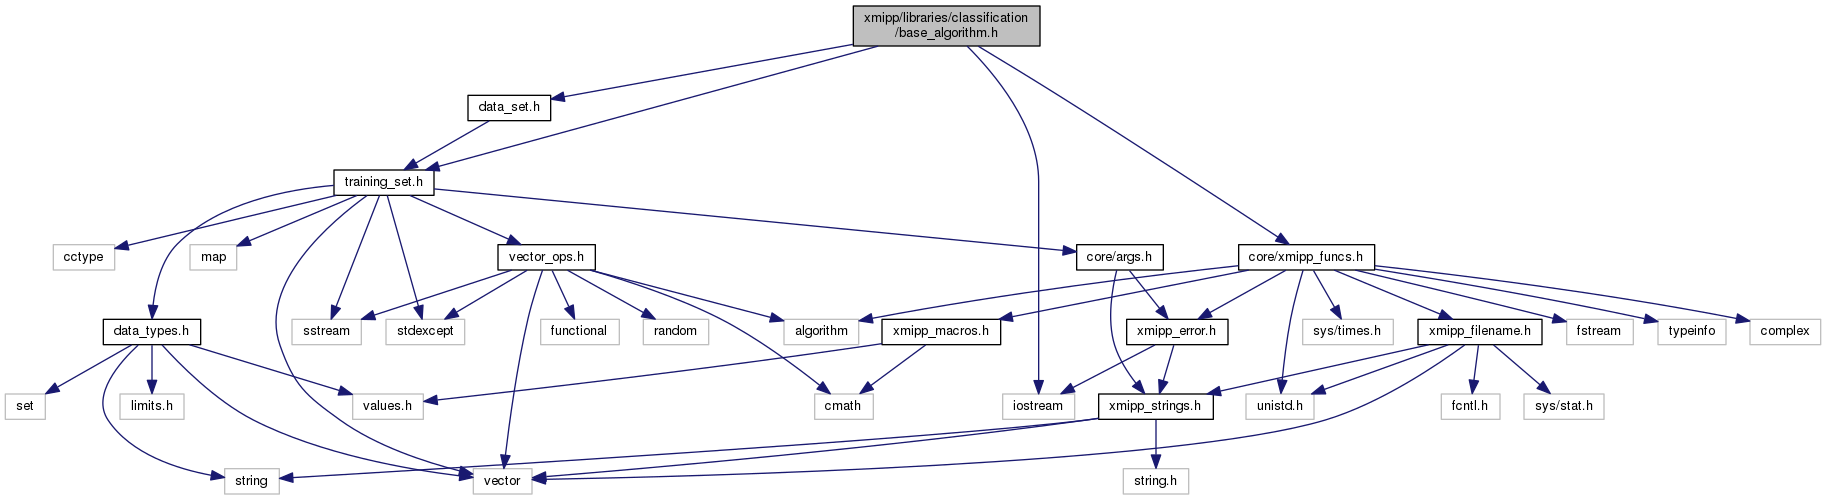 xmipp/libraries/classification
/base_algorithm.h
data_set.h
training_set.h
cctype
map
vector_ops.h
core/args.h
core/xmipp_funcs.h
data_types.h
sstream
stdexcept
functional
random
algorithm
xmipp_macros.h
xmipp_error.h
sys/times.h
xmipp_filename.h
fstream
typeinfo
complex
set
limits.h
values.h
cmath
iostream
xmipp_strings.h
unistd.h
fcntl.h
sys/stat.h
string
vector
string.h